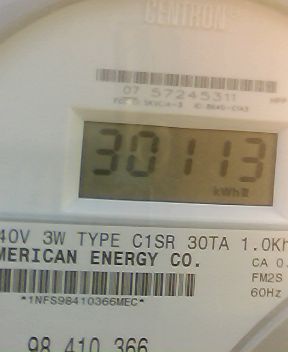 CENTRON
07 57245311
30113
kWh
40V 3W TYPE C1SR 30TA 1.0Kh
MERICAN ENERGY CO.
CA 0.
FM2S
60Hz
*1NFS98410366MEC*
98 410 366